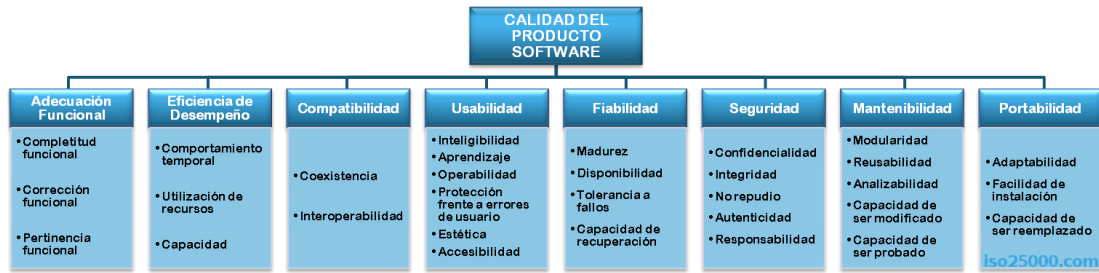 CALIDAD DEL
PRODUCTO
SOFTWARE
Adecuación
Funcional
• Completitud
funcional
• Corrección
funcional
• Pertinencia
funcional
Eficiencia de
Desempeño
• Comportamiento
temporal
• Utilización de
recursos
• Capacidad
Compatibilidad
• Coexistencia
• Interoperabilidad
Usabilidad
• Inteligibilidad
• Aprendizaje
• Operabilidad
• Protección
frente a errores
de usuario
• Estética
• Accesibilidad
Fiabilidad
• Madurez
• Disponibilidad
• Tolerancia a
fallos
• Capacidad de
recuperación
Seguridad
• Confidencialidad
• Integridad
• No repudio
• Autenticidad
• Responsabilidad
Mantenibilidad
• Modularidad
• Reusabilidad
• Analizabilidad
• Capacidad de
ser modificado
• Capacidad de
ser probado
Portabilidad
• Adaptabilidad
• Facilidad de
instalación
• Capacidad de
ser reemplazado
iso25000.com